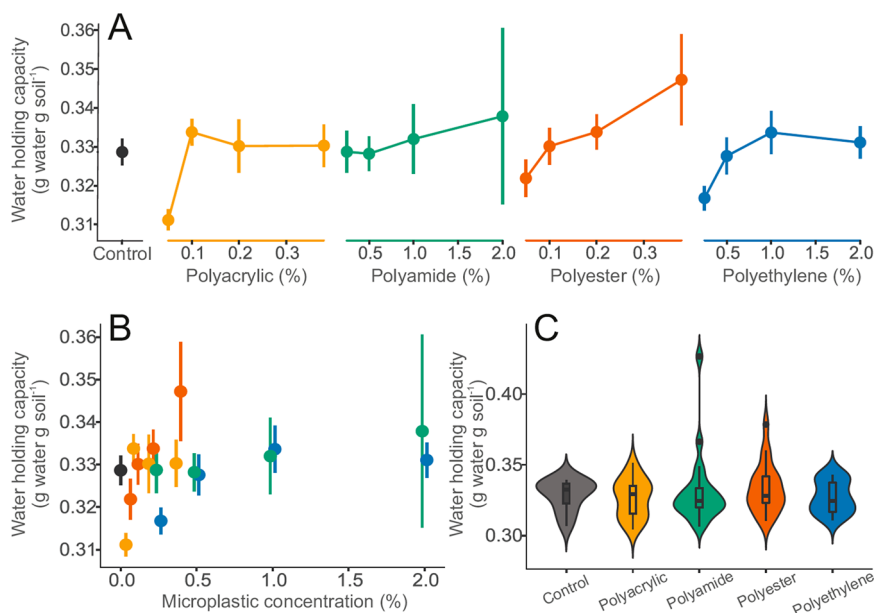 A
Water holding capacity
(g water g soil⁻¹)
0.36
0.35
0.34
0.33
0.32
0.31
Control
0.1 0.2 0.3
Polyacrylic (%)
0.5 1.0 1.5 2.0
Polyamide (%)
0.1 0.2 0.3
Polyester (%)
0.5 1.0 1.5 2.0
Polyethylene (%)
B
Water holding capacity
(g water g soil⁻¹)
0.36
0.35
0.34
0.33
0.32
0.31
0.0 0.5 1.0 1.5 2.0
Microplastic concentration (%)
C
Water holding capacity
(g water g soil⁻¹)
0.40
0.35
0.30
Control Polyacrylic Polyamide Polyester Polyethylene